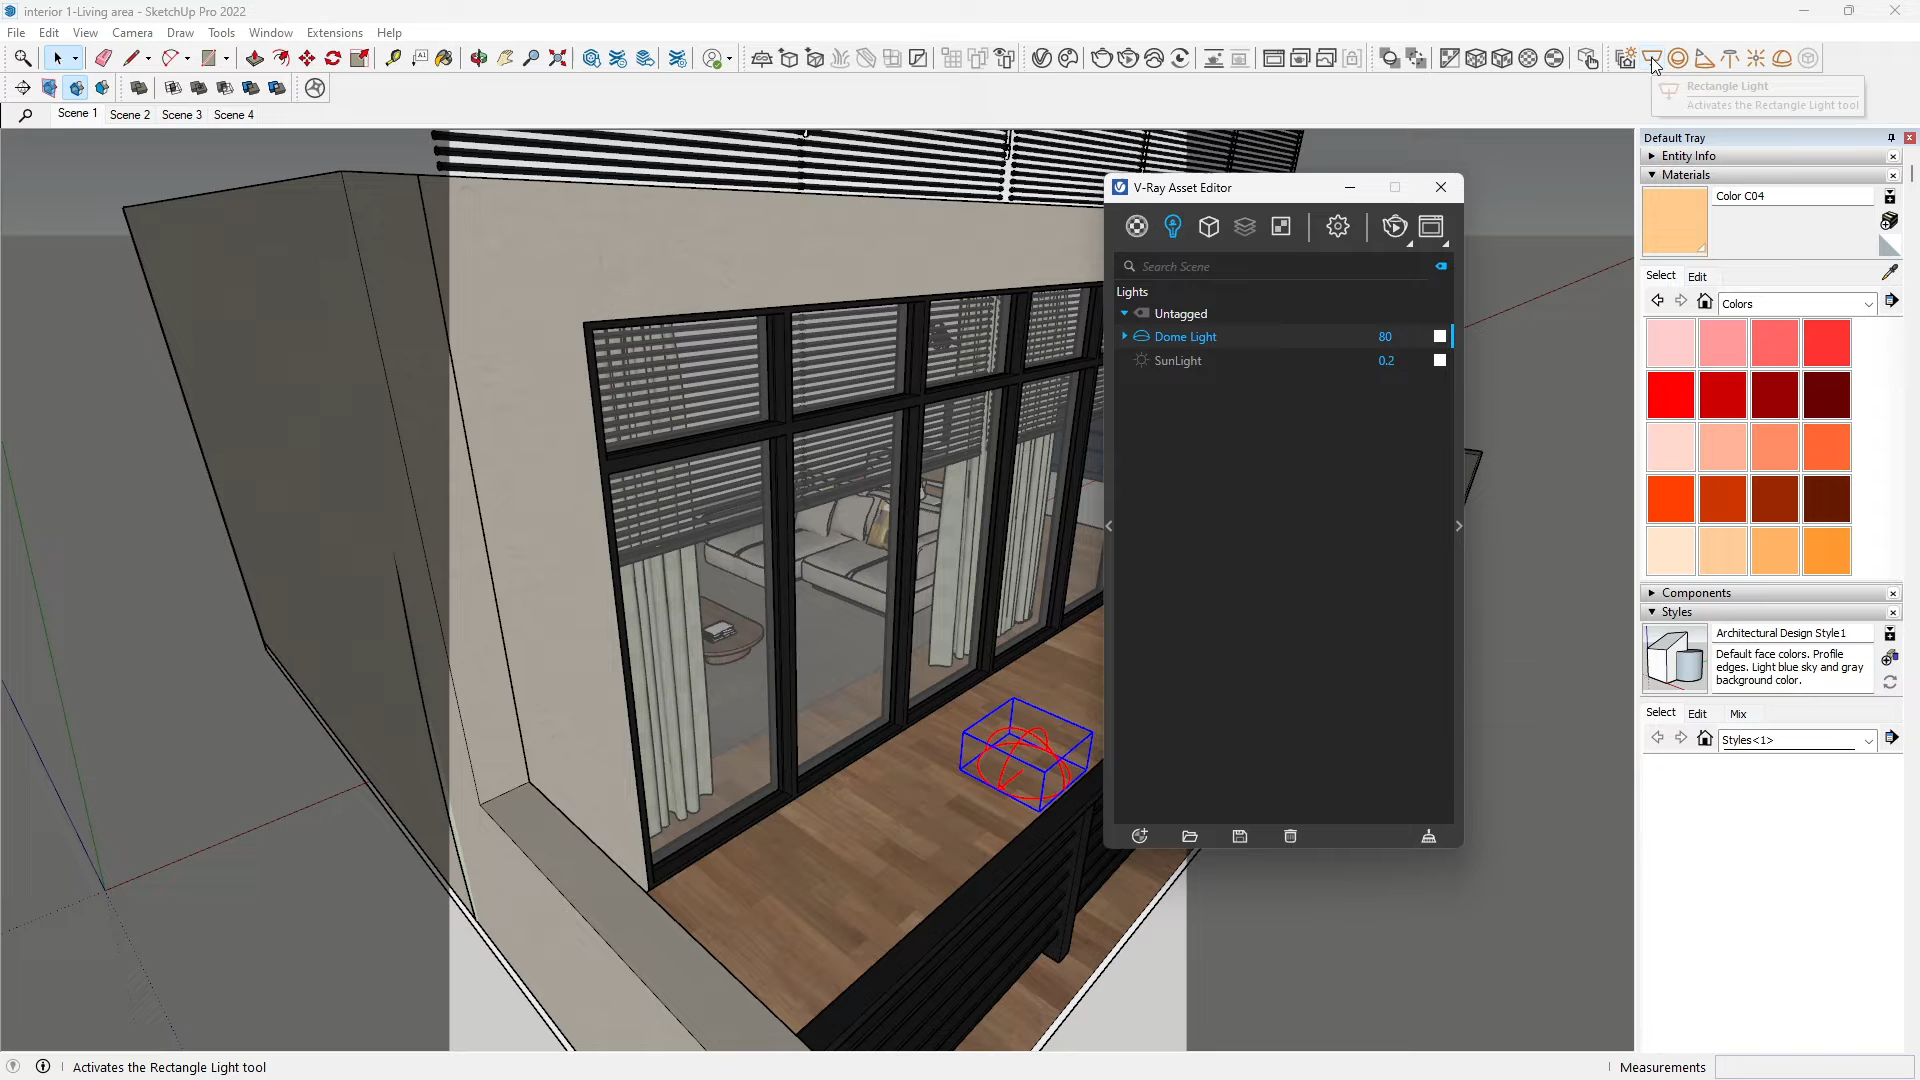 interior 1-Living area - SketchUp Pro 2022
File Edit View Camera Draw Tools Window Extensions Help
Rectangle Light
Activates the Rectangle Light tool
Scene 1 Scene 2 Scene 3 Scene 4
Default Tray
Entity Info
Materials
Color C04
Select Edit
Colors
Components
Styles
Architectural Design Style1
Default face colors. Profile
edges. Light blue sky and gray
background color.
Select Edit Mix
Styles<1>
V-Ray Asset Editor
Search Scene
Lights
Untagged
Dome Light 80
SunLight 0.2
Activates the Rectangle Light tool
Measurements